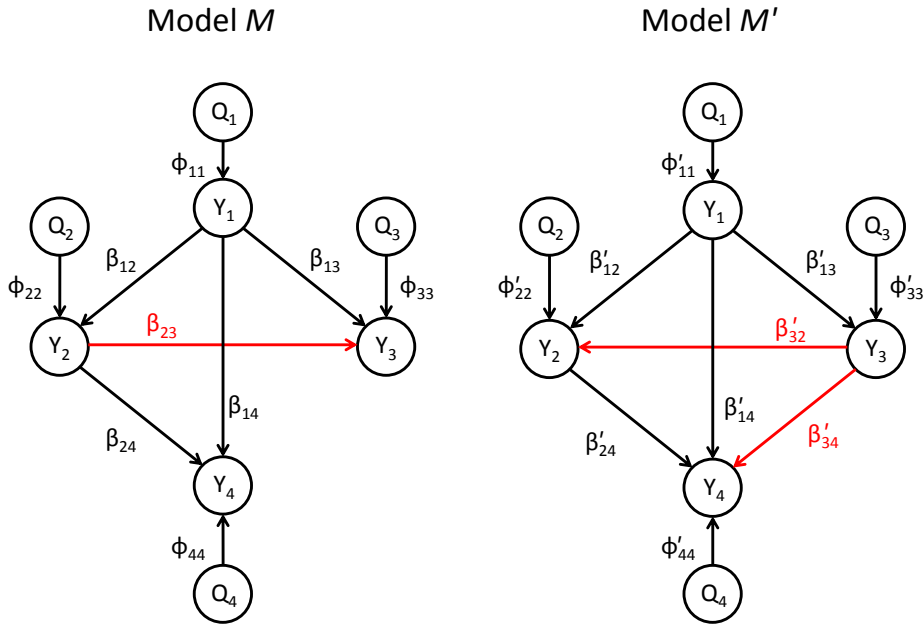 Model M
Q₁
ϕ₁₁
Y₁
Q₂
Q₃
β₁₂
β₁₃
ϕ₂₂
ϕ₃₃
β₂₃
Y₂
Y₃
β₁₄
β₂₄
Y₄
ϕ₄₄
Q₄
Model M′
Q₁
ϕ′₁₁
Y₁
Q₂
Q₃
β′₁₂
β′₁₃
ϕ′₂₂
ϕ′₃₃
β′₃₂
Y₂
Y₃
β′₁₄
β′₂₄
β′₃₄
Y₄
ϕ′₄₄
Q₄